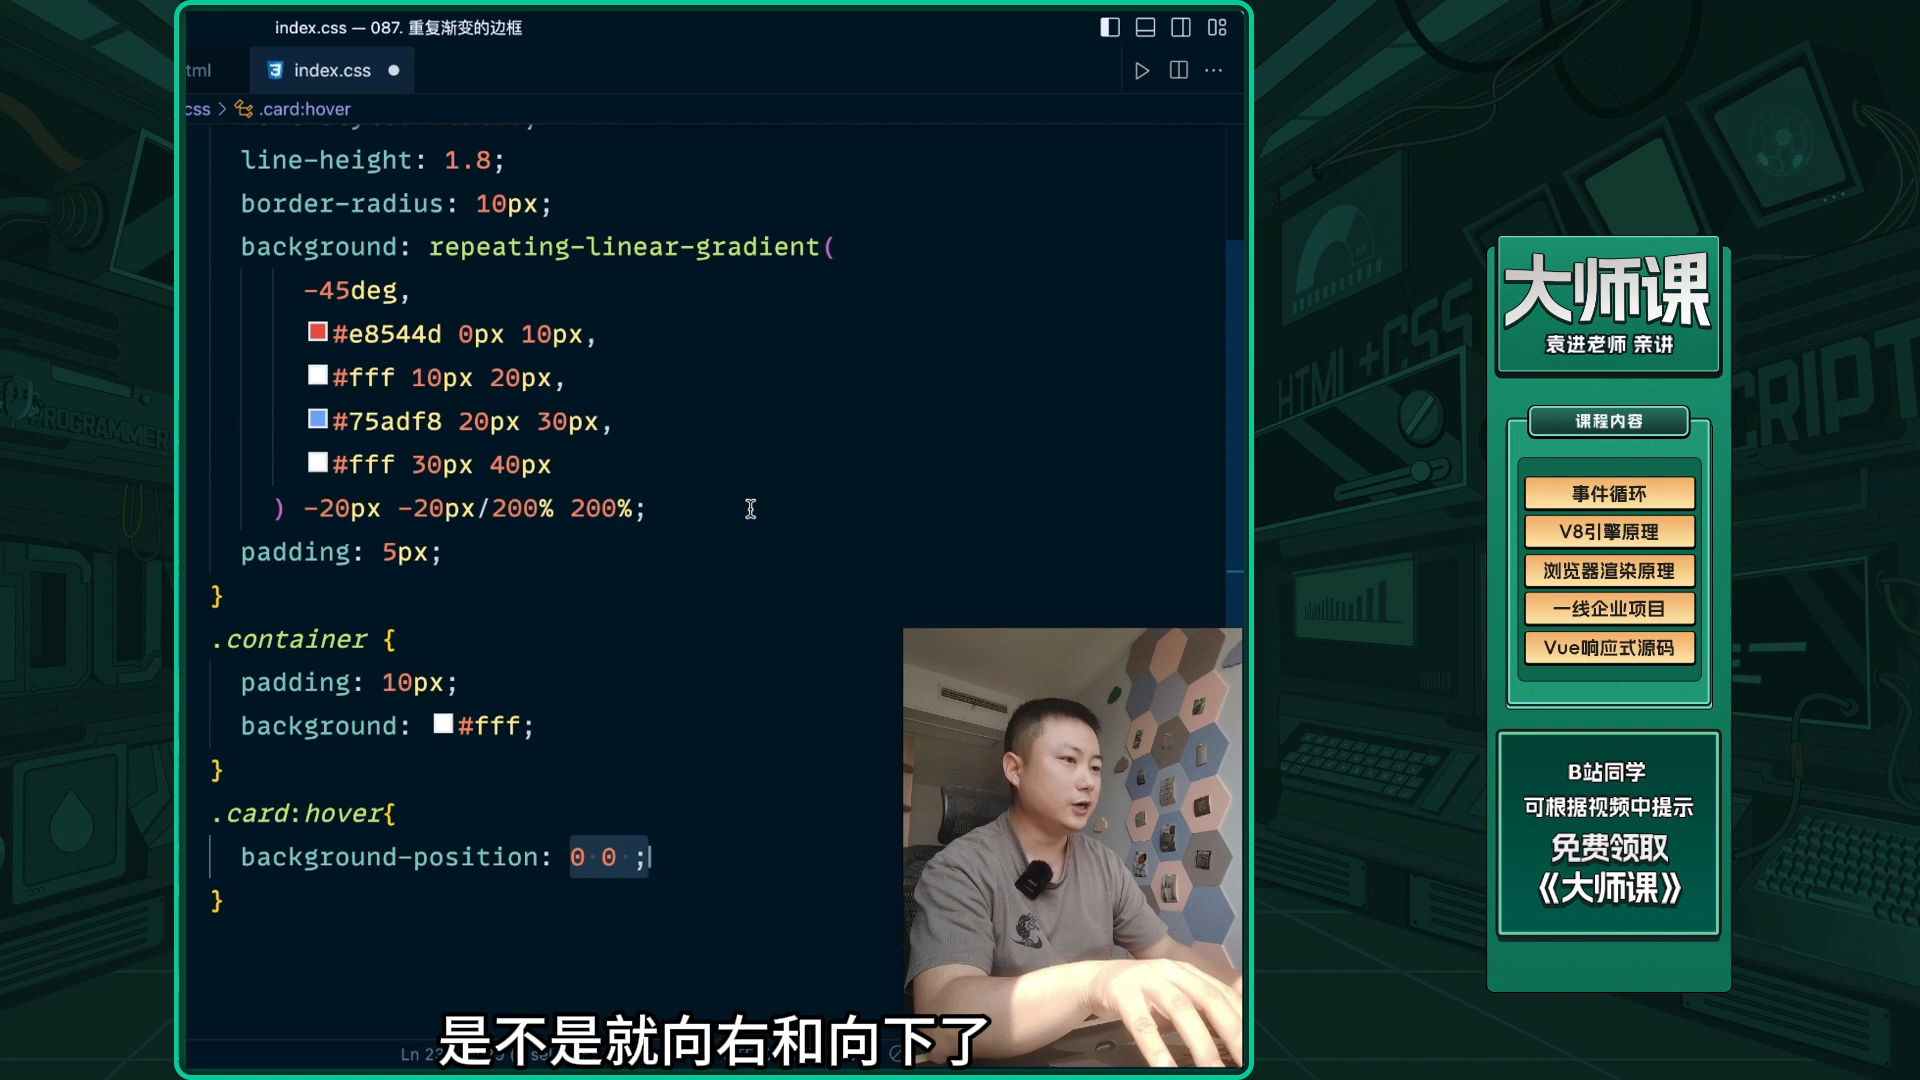 index.css — 087. 重复渐变的边框
tml
index.css
css > .card:hover
line-height: 1.8;
border-radius: 10px;
background: repeating-linear-gradient(
-45deg,
#e8544d 0px 10px,
#fff 10px 20px,
#75adf8 20px 30px,
#fff 30px 40px
) -20px -20px/200% 200%;
padding: 5px;
}
.container {
padding: 10px;
background: #fff;
}
.card:hover{
background-position: 0 0 ;
}
是不是就向右和向下了
大师课
袁进老师 亲讲
课程内容
事件循环
V8引擎原理
浏览器渲染原理
一线企业项目
Vue响应式源码
B站同学
可根据视频中提示
免费领取
《大师课》
PROGRAMMER
HTML +CSS
CRIPT